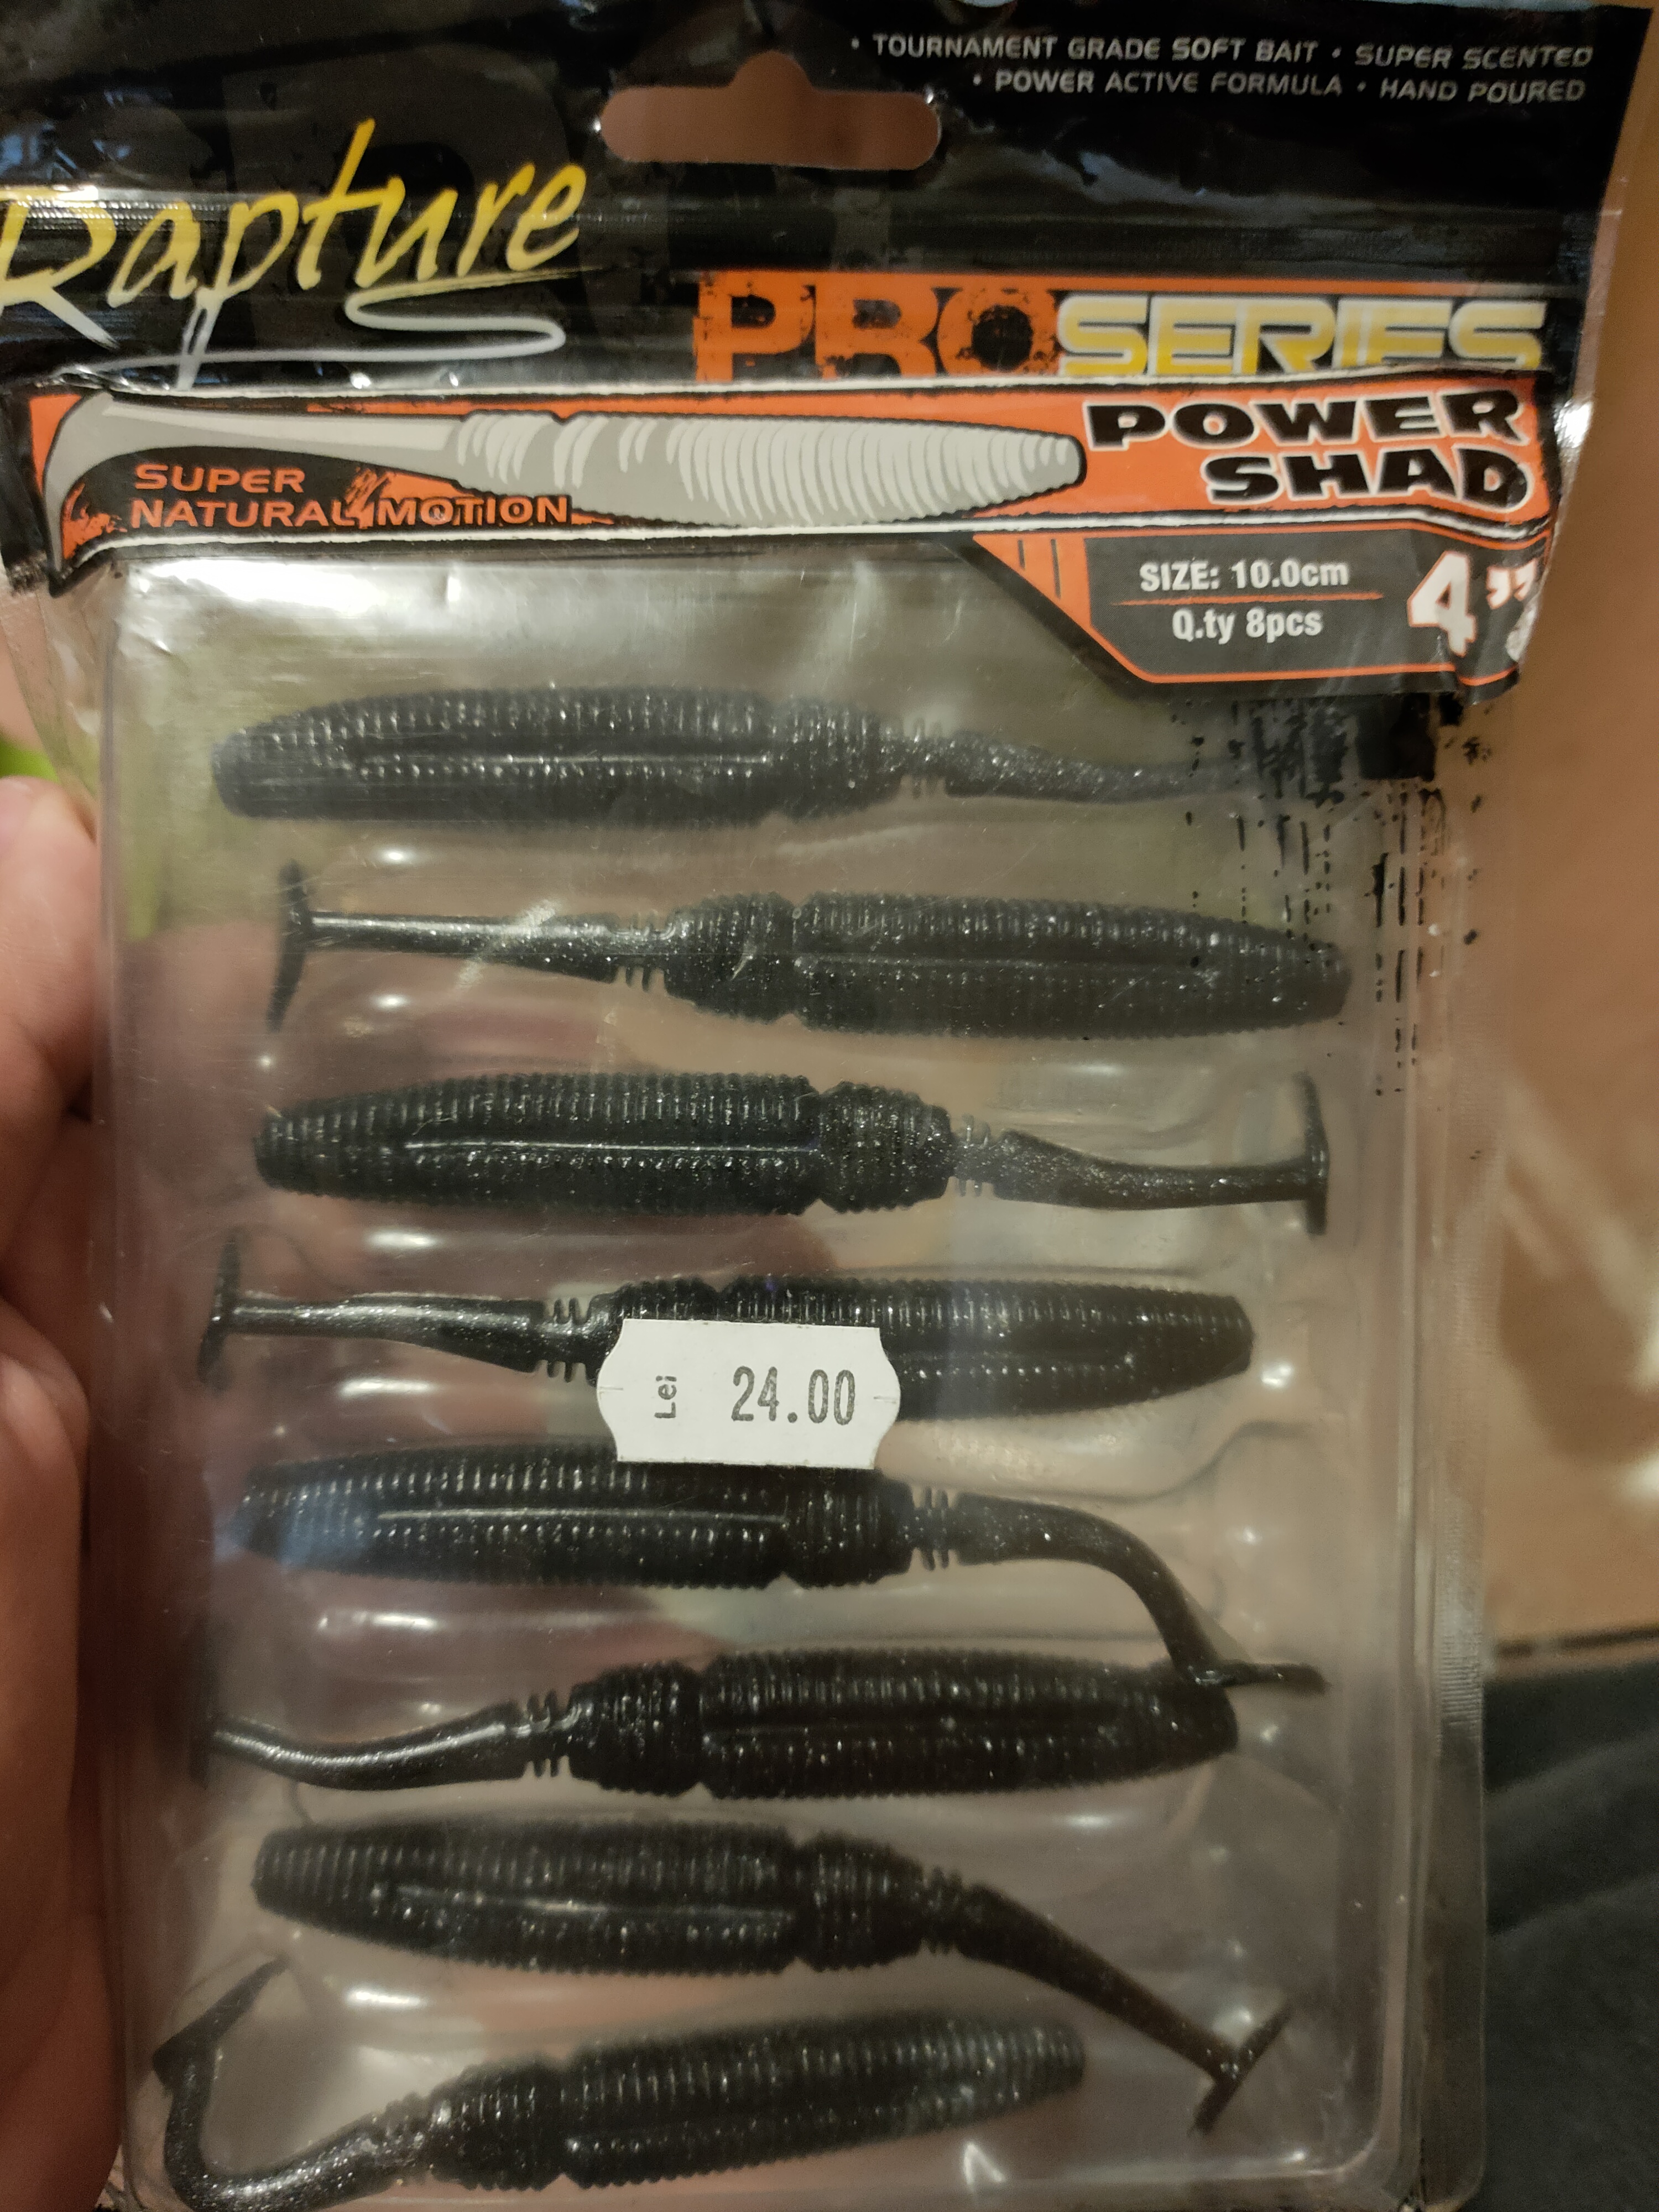 • TOURNAMENT GRADE SOFT BAIT • SUPER SCENTED
• POWER ACTIVE FORMULA • HAND POURED
Rapture
PRO SERIES
POWER
SHAD
SUPER
NATURAL MOTION
SIZE: 10.0cm
Q.ty 8pcs
4"
Lei 24.00